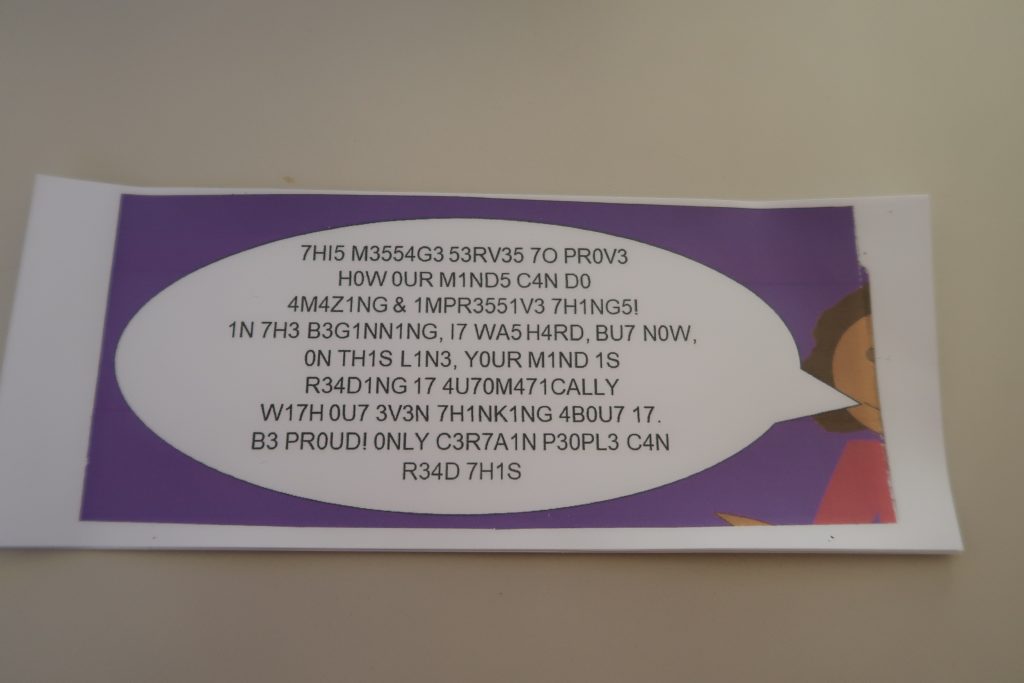 7HI5 M3554G3 53RV35 7O PR0V3
H0W 0UR M1ND5 C4N D0
4M4Z1NG & 1MPR3551V3 7H1NG5!
1N 7H3 B3G1NN1NG, I7 WA5 H4RD, BU7 N0W,
0N TH1S L1N3, Y0UR M1ND 1S
R34D1NG 17 4U70M471CALLY
W17H 0U7 3V3N 7H1NK1NG 4B0U7 17.
B3 PR0UD! 0NLY C3R7A1N P30PL3 C4N
R34D 7H1S